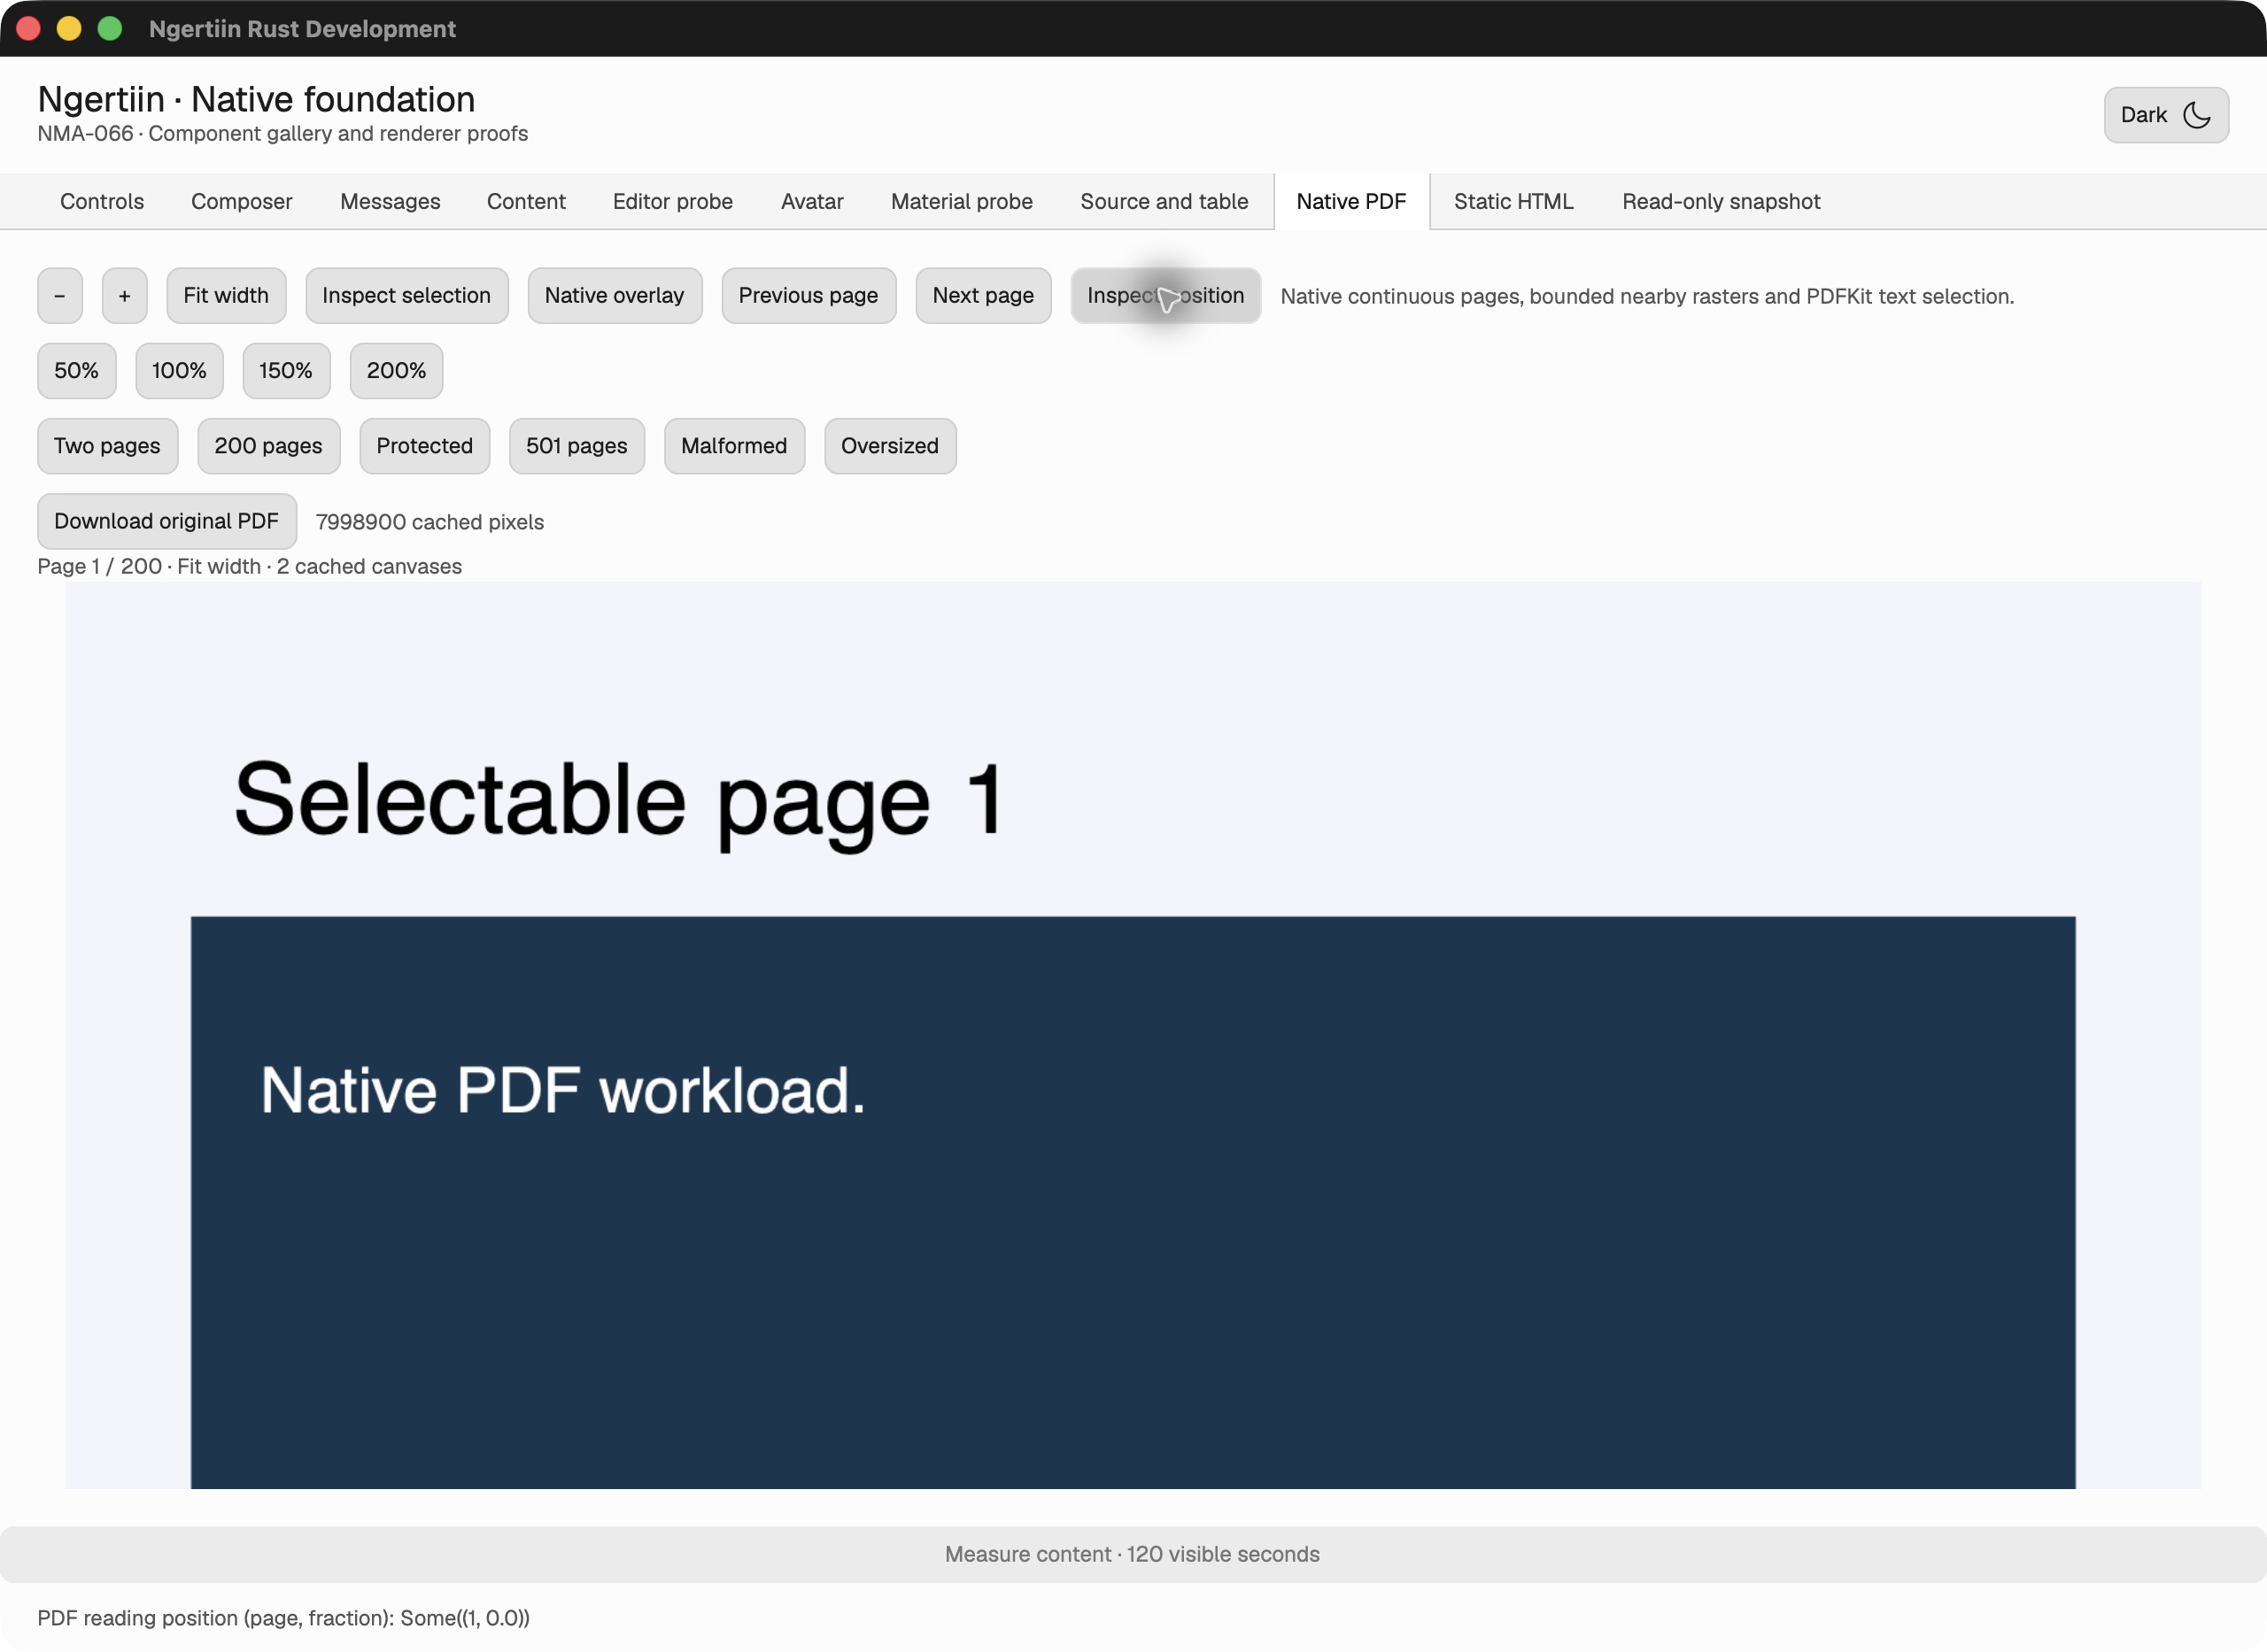 Ngertiin Rust Development
Ngertiin · Native foundation
NMA-066 · Component gallery and renderer proofs
Dark
Controls Composer Messages Content Editor probe Avatar Material probe Source and table Native PDF Static HTML Read-only snapshot
− + Fit width Inspect selection Native overlay Previous page Next page Inspect position Native continuous pages, bounded nearby rasters and PDFKit text selection.
50% 100% 150% 200%
Two pages 200 pages Protected 501 pages Malformed Oversized
Download original PDF 7998900 cached pixels
Page 1 / 200 · Fit width · 2 cached canvases
Selectable page 1
Native PDF workload.
Measure content · 120 visible seconds
PDF reading position (page, fraction): Some((1, 0.0))